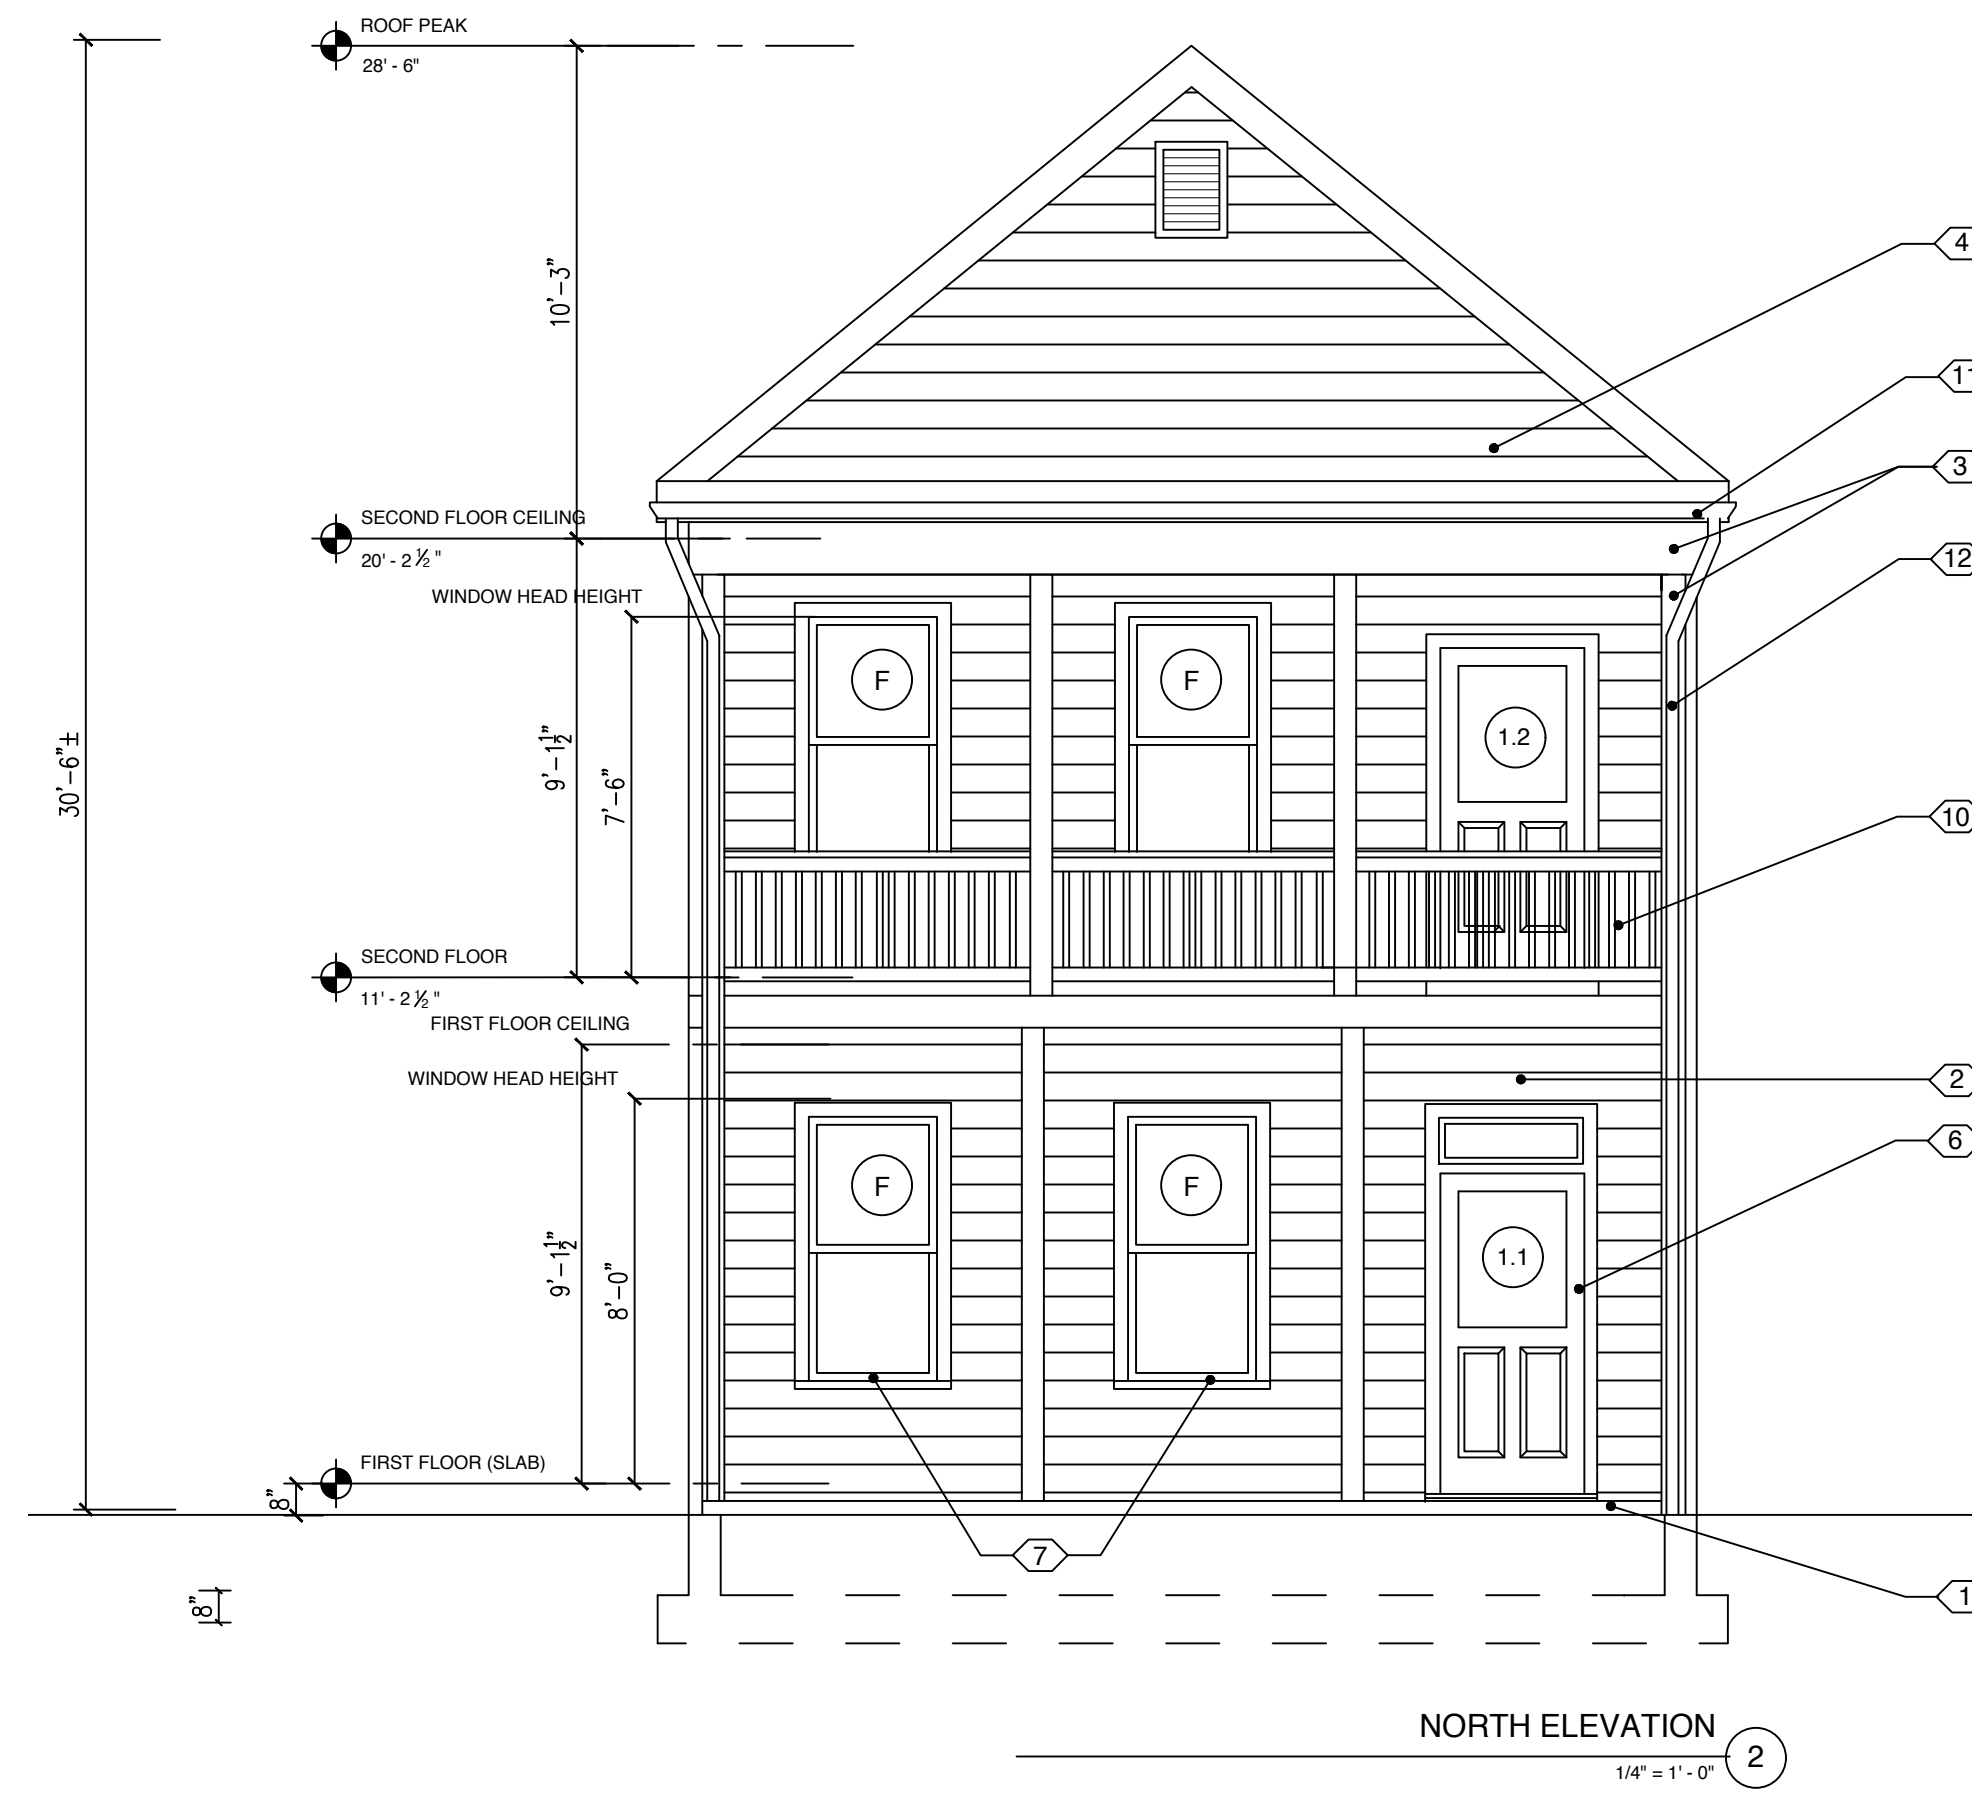 ROOF PEAK
28' - 6"
10'-3"
4
11
SECOND FLOOR CEILING
20' - 2 ½ "
3
12
WINDOW HEAD HEIGHT
F
F
1.2
30'-6"±
9'-1½"
7'-6"
10
SECOND FLOOR
11' - 2 ½ "
FIRST FLOOR CEILING
WINDOW HEAD HEIGHT
2
6
F
F
1.1
9'-1½"
8'-0"
FIRST FLOOR (SLAB)
8"
7
8"
1
NORTH ELEVATION
2
1/4" = 1' - 0"